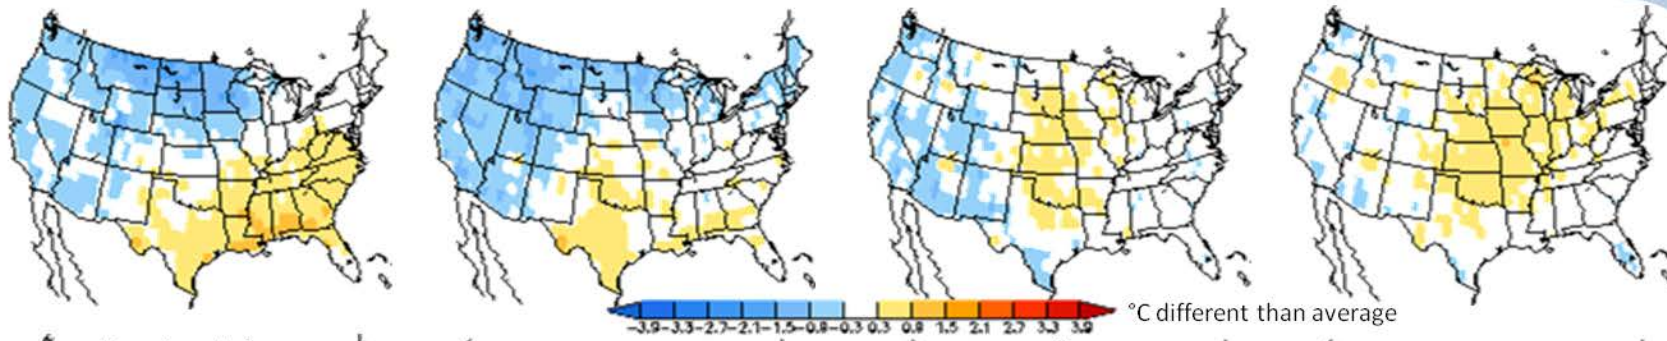 °C different than average
-3.9-3.3-2.7-2.1-1.5-0.8-0.3 0.3 0.8 1.5 2.1 2.7 3.3 3.9